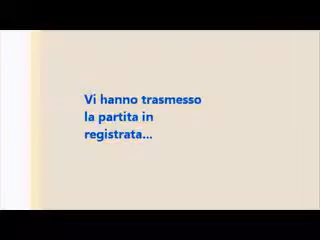 Vi hanno trasmesso
la partita in
registrata...